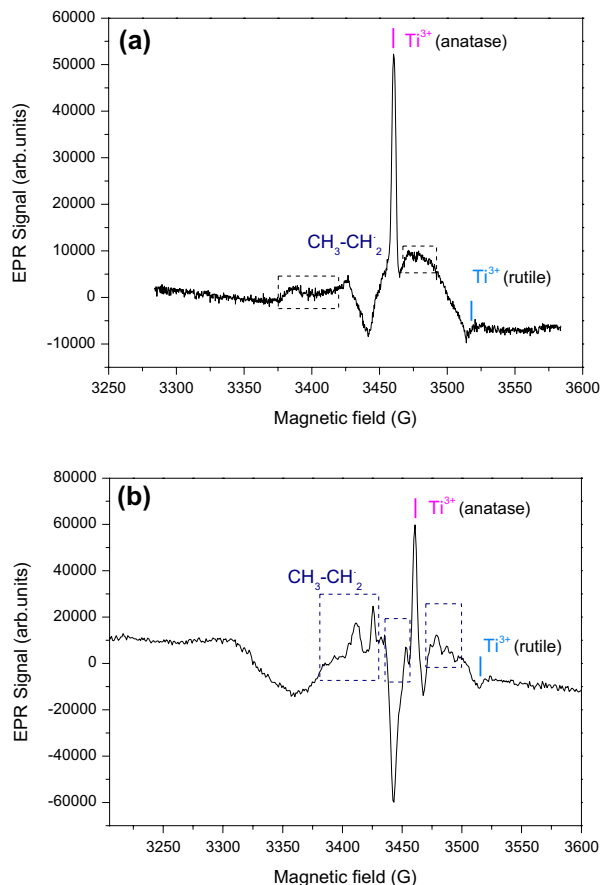 (a)
Ti³⁺ (anatase)
60000
50000
40000
30000
20000
10000
0
-10000
EPR Signal (arb.units)
CH₃-CH₂˙
Ti³⁺ (rutile)
3250 3300 3350 3400 3450 3500 3550 3600
Magnetic field (G)
(b)
Ti³⁺ (anatase)
80000
60000
40000
20000
0
-20000
-40000
-60000
EPR Signal (arb.units)
CH₃-CH₂˙
Ti³⁺ (rutile)
3250 3300 3350 3400 3450 3500 3550 3600
Magnetic field (G)